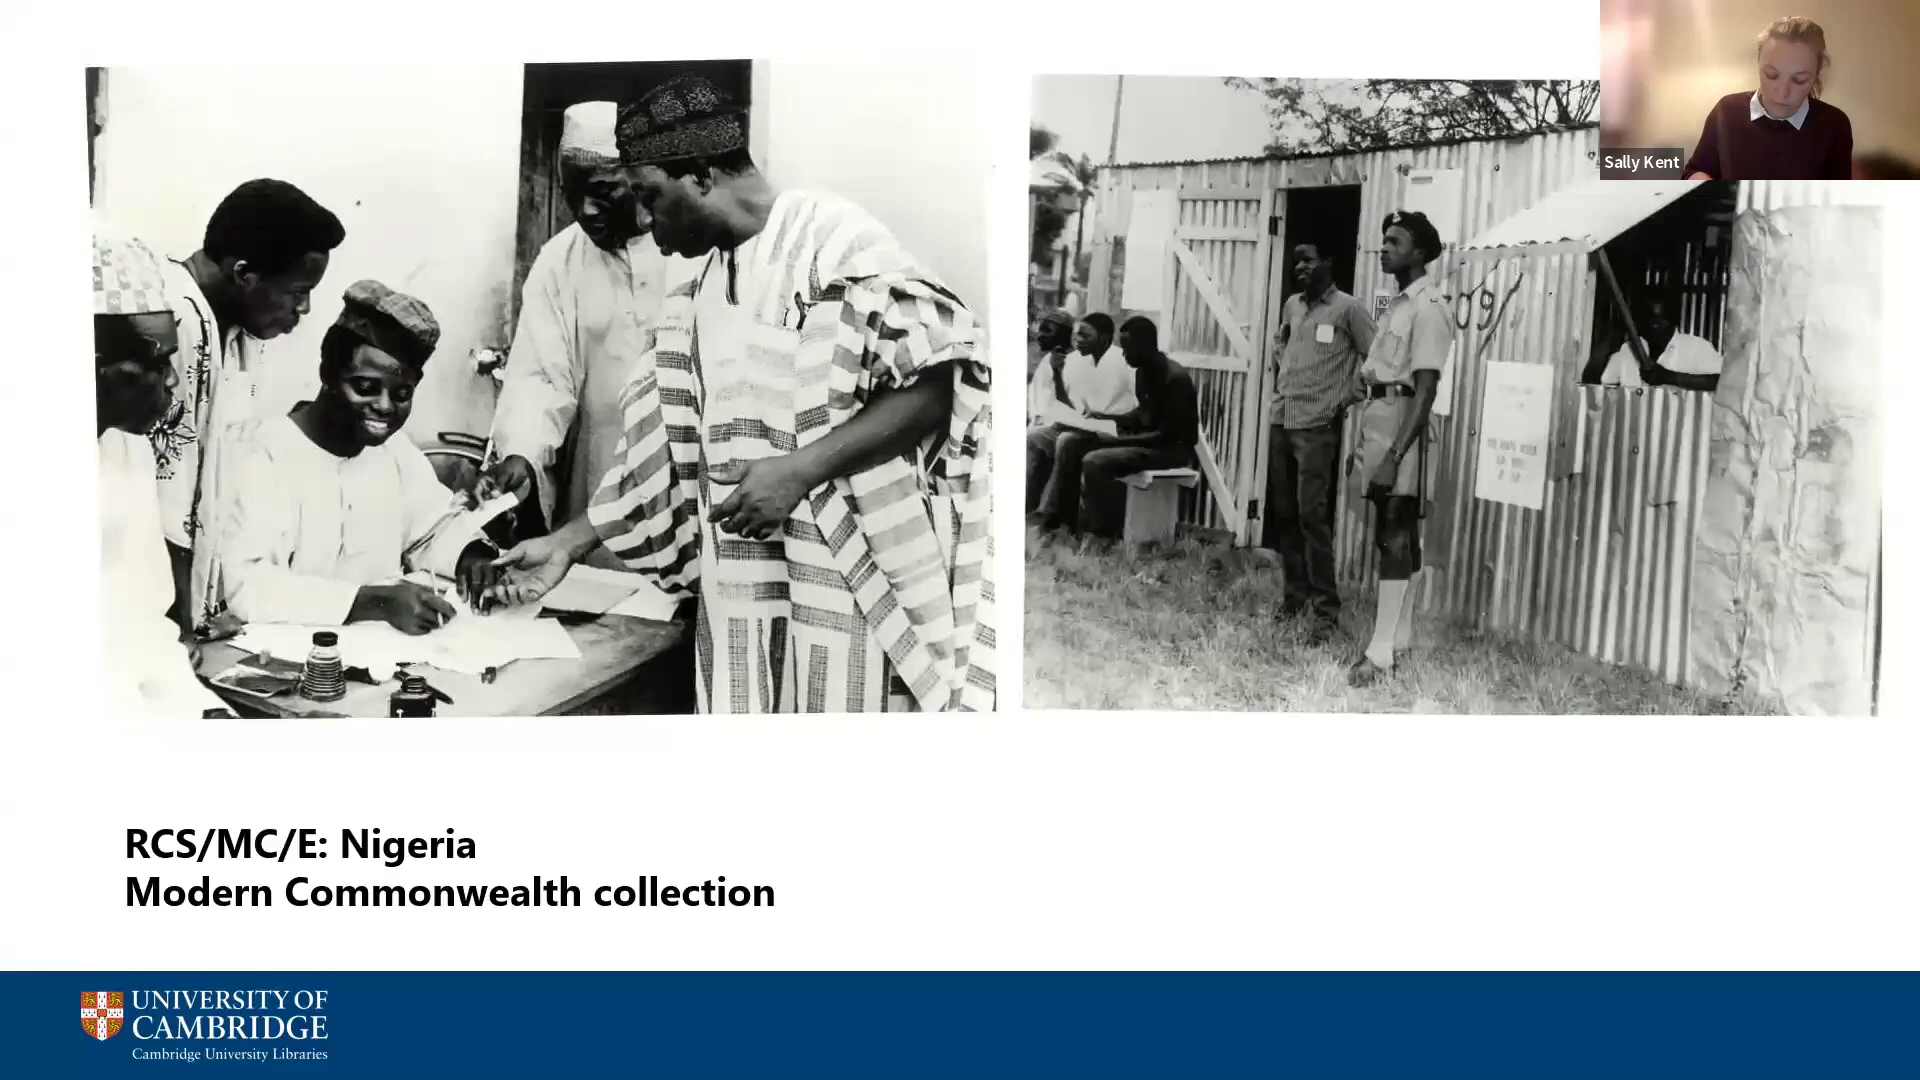 Sally Kent
RCS/MC/E: Nigeria
Modern Commonwealth collection
UNIVERSITY OF
CAMBRIDGE
Cambridge University Libraries